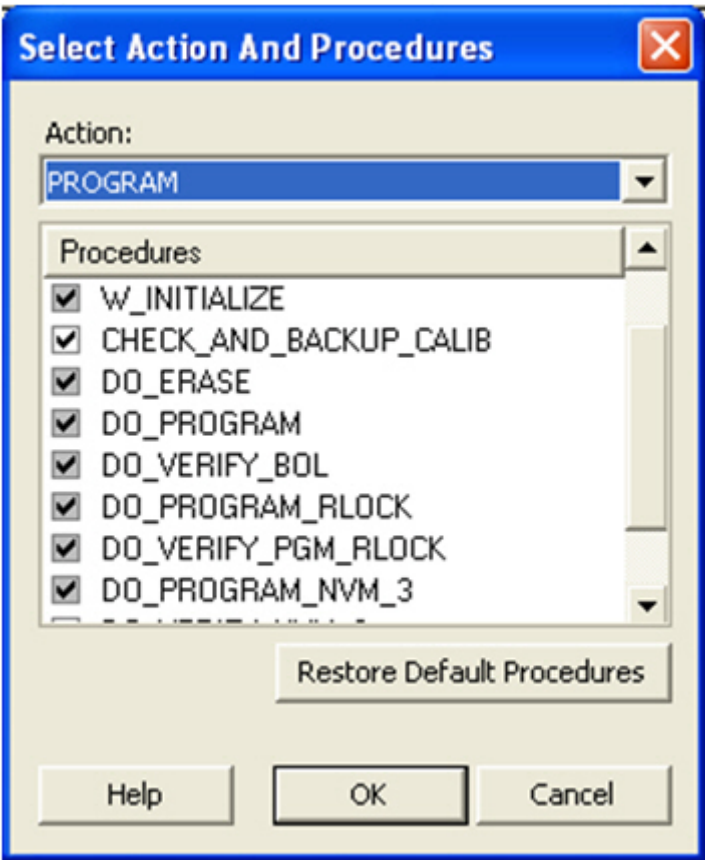 Select Action And Procedures
Action:
PROGRAM
Procedures
W_INITIALIZE
CHECK_AND_BACKUP_CALIB
DO_ERASE
DO_PROGRAM
DO_VERIFY_BOL
DO_PROGRAM_RLOCK
DO_VERIFY_PGM_RLOCK
DO_PROGRAM_NVM_3
Restore Default Procedures
Help
OK
Cancel